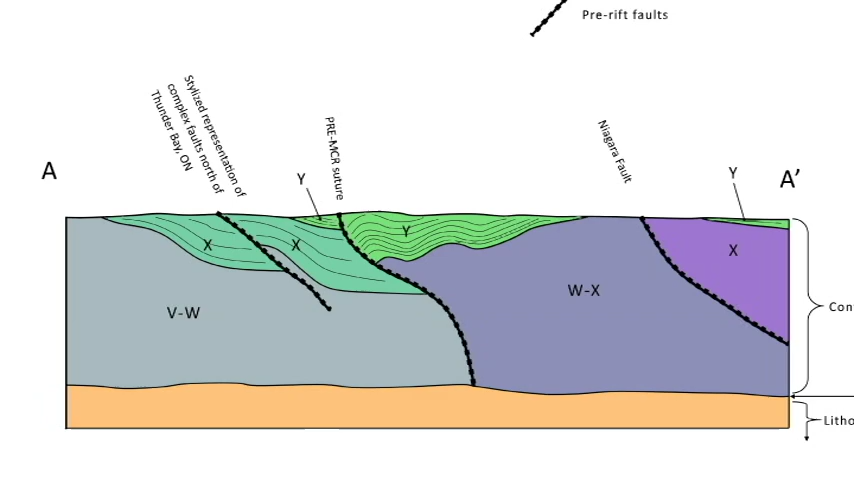 Pre-rift faults
Stylized representation of
complex faults north of
Thunder Bay, ON
PRE-MCR suture
Niagara Fault
A
Y
Y
A’
X
X
Y
X
V-W
W-X
Con
Litho